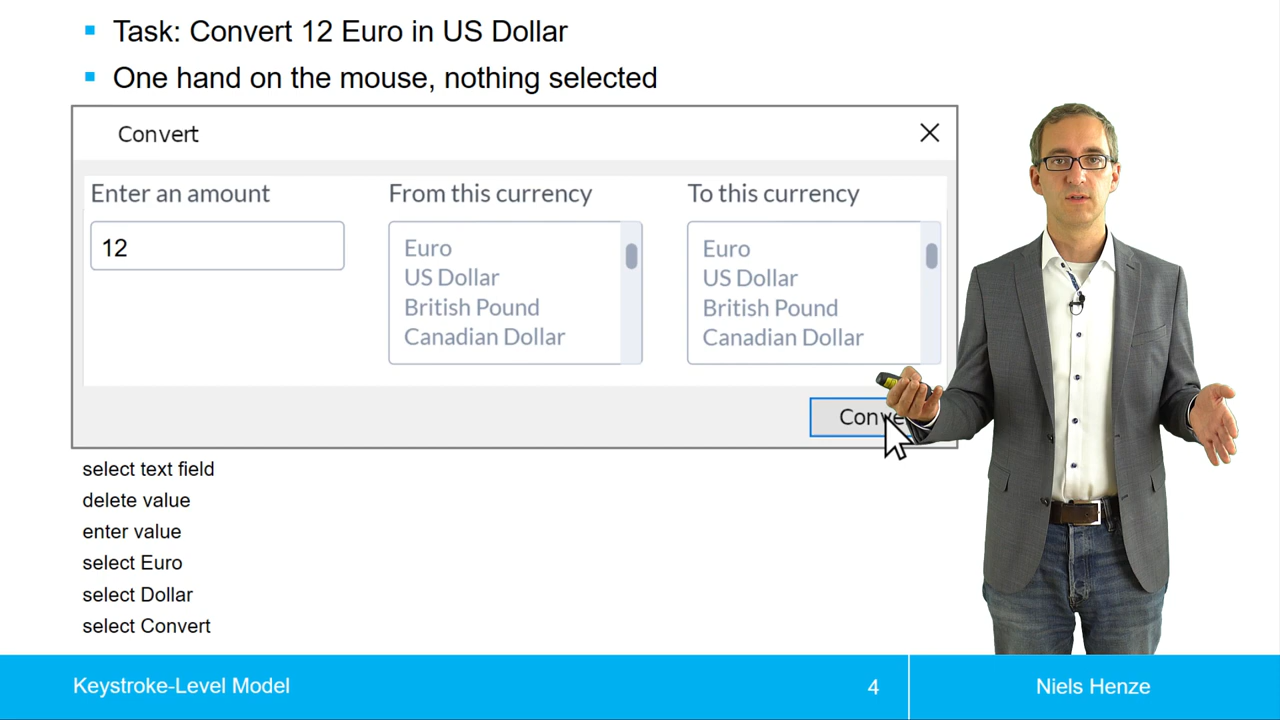 Task: Convert 12 Euro in US Dollar
One hand on the mouse, nothing selected
Convert
Enter an amount
From this currency
To this currency
12
Euro
US Dollar
British Pound
Canadian Dollar
Euro
US Dollar
British Pound
Canadian Dollar
select text field
delete value
enter value
select Euro
select Dollar
select Convert
Keystroke-Level Model
4
Niels Henze